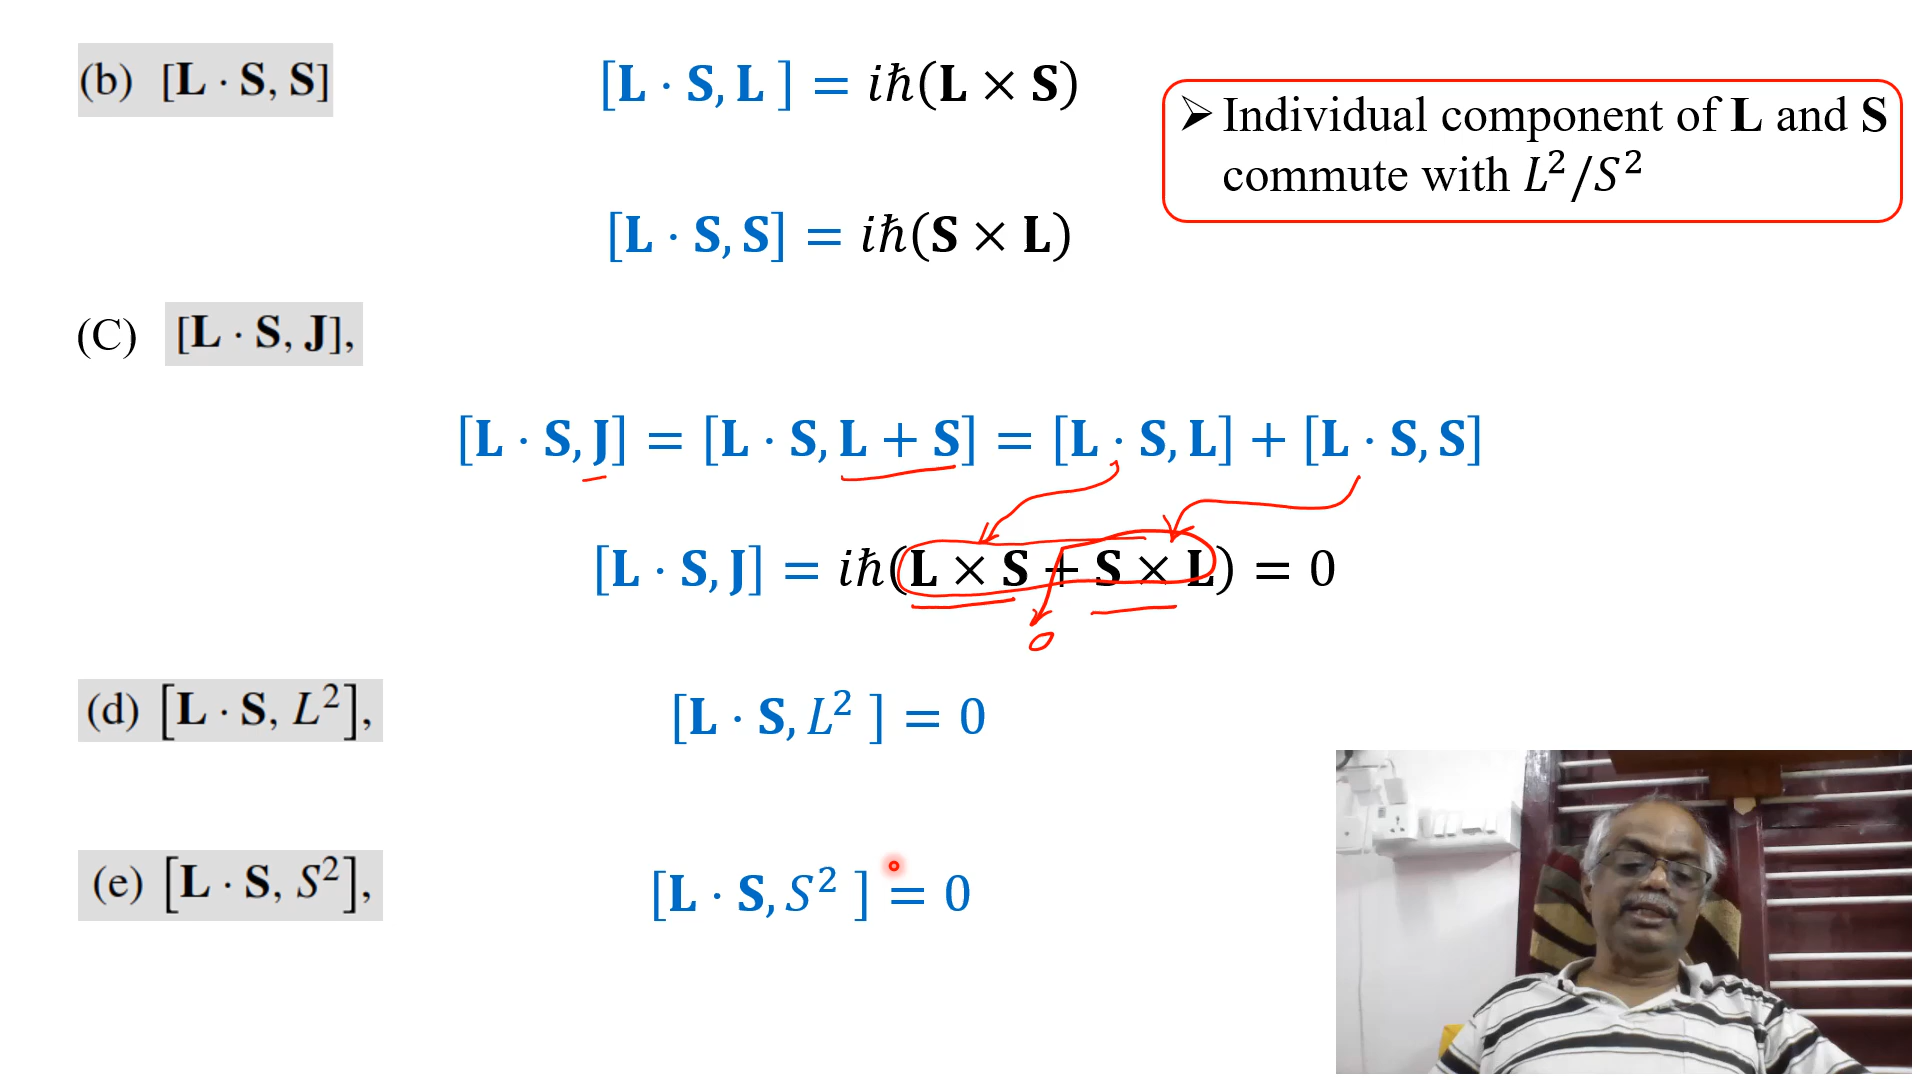 (b) [L · S, S]
[L · S, L ] = iħ(L × S)
➢ Individual component of L and S
commute with L²/S²
[L · S, S] = iħ(S × L)
(C) [L · S, J],
[L · S, J] = [L · S, L + S] = [L · S, L] + [L · S, S]
[L · S, J] = iħ(L × S + S × L) = 0
0
(d) [L · S, L²],
[L · S, L² ] = 0
(e) [L · S, S²],
[L · S, S² ] = 0